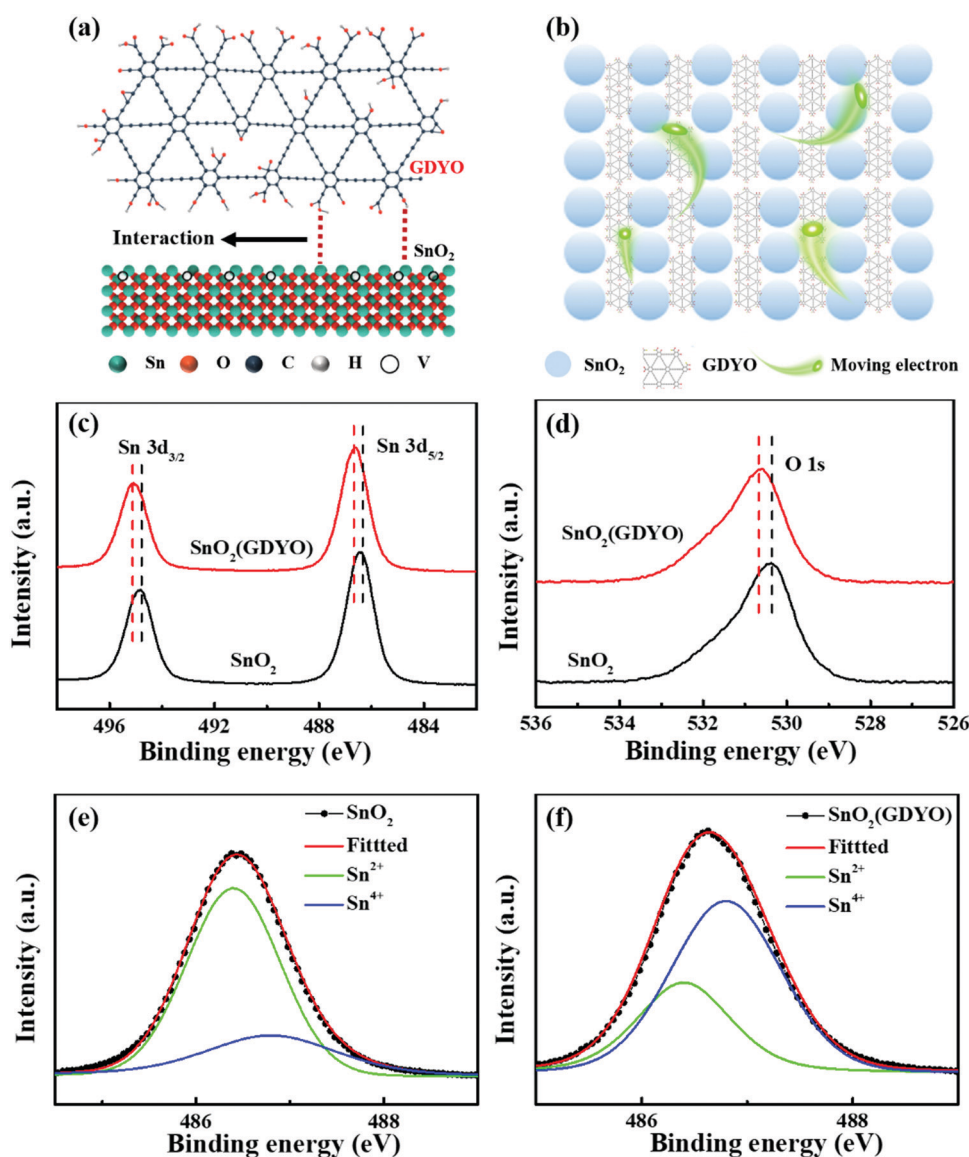 (a)
GDYO
Interaction
SnO₂
Sn O C H V
(b)
SnO₂ GDYO Moving electron
(c)
Sn 3d₃/₂
Sn 3d₅/₂
SnO₂(GDYO)
SnO₂
Intensity (a.u.)
495 492 488 484
Binding energy (eV)
(d)
O 1s
SnO₂(GDYO)
SnO₂
Intensity (a.u.)
536 534 532 530 528 526
Binding energy (eV)
(e)
SnO₂
Fittted
Sn²⁺
Sn⁴⁺
Intensity (a.u.)
486 488
Binding energy (eV)
(f)
SnO₂(GDYO)
Fittted
Sn²⁺
Sn⁴⁺
Intensity (a.u.)
486 488
Binding energy (eV)